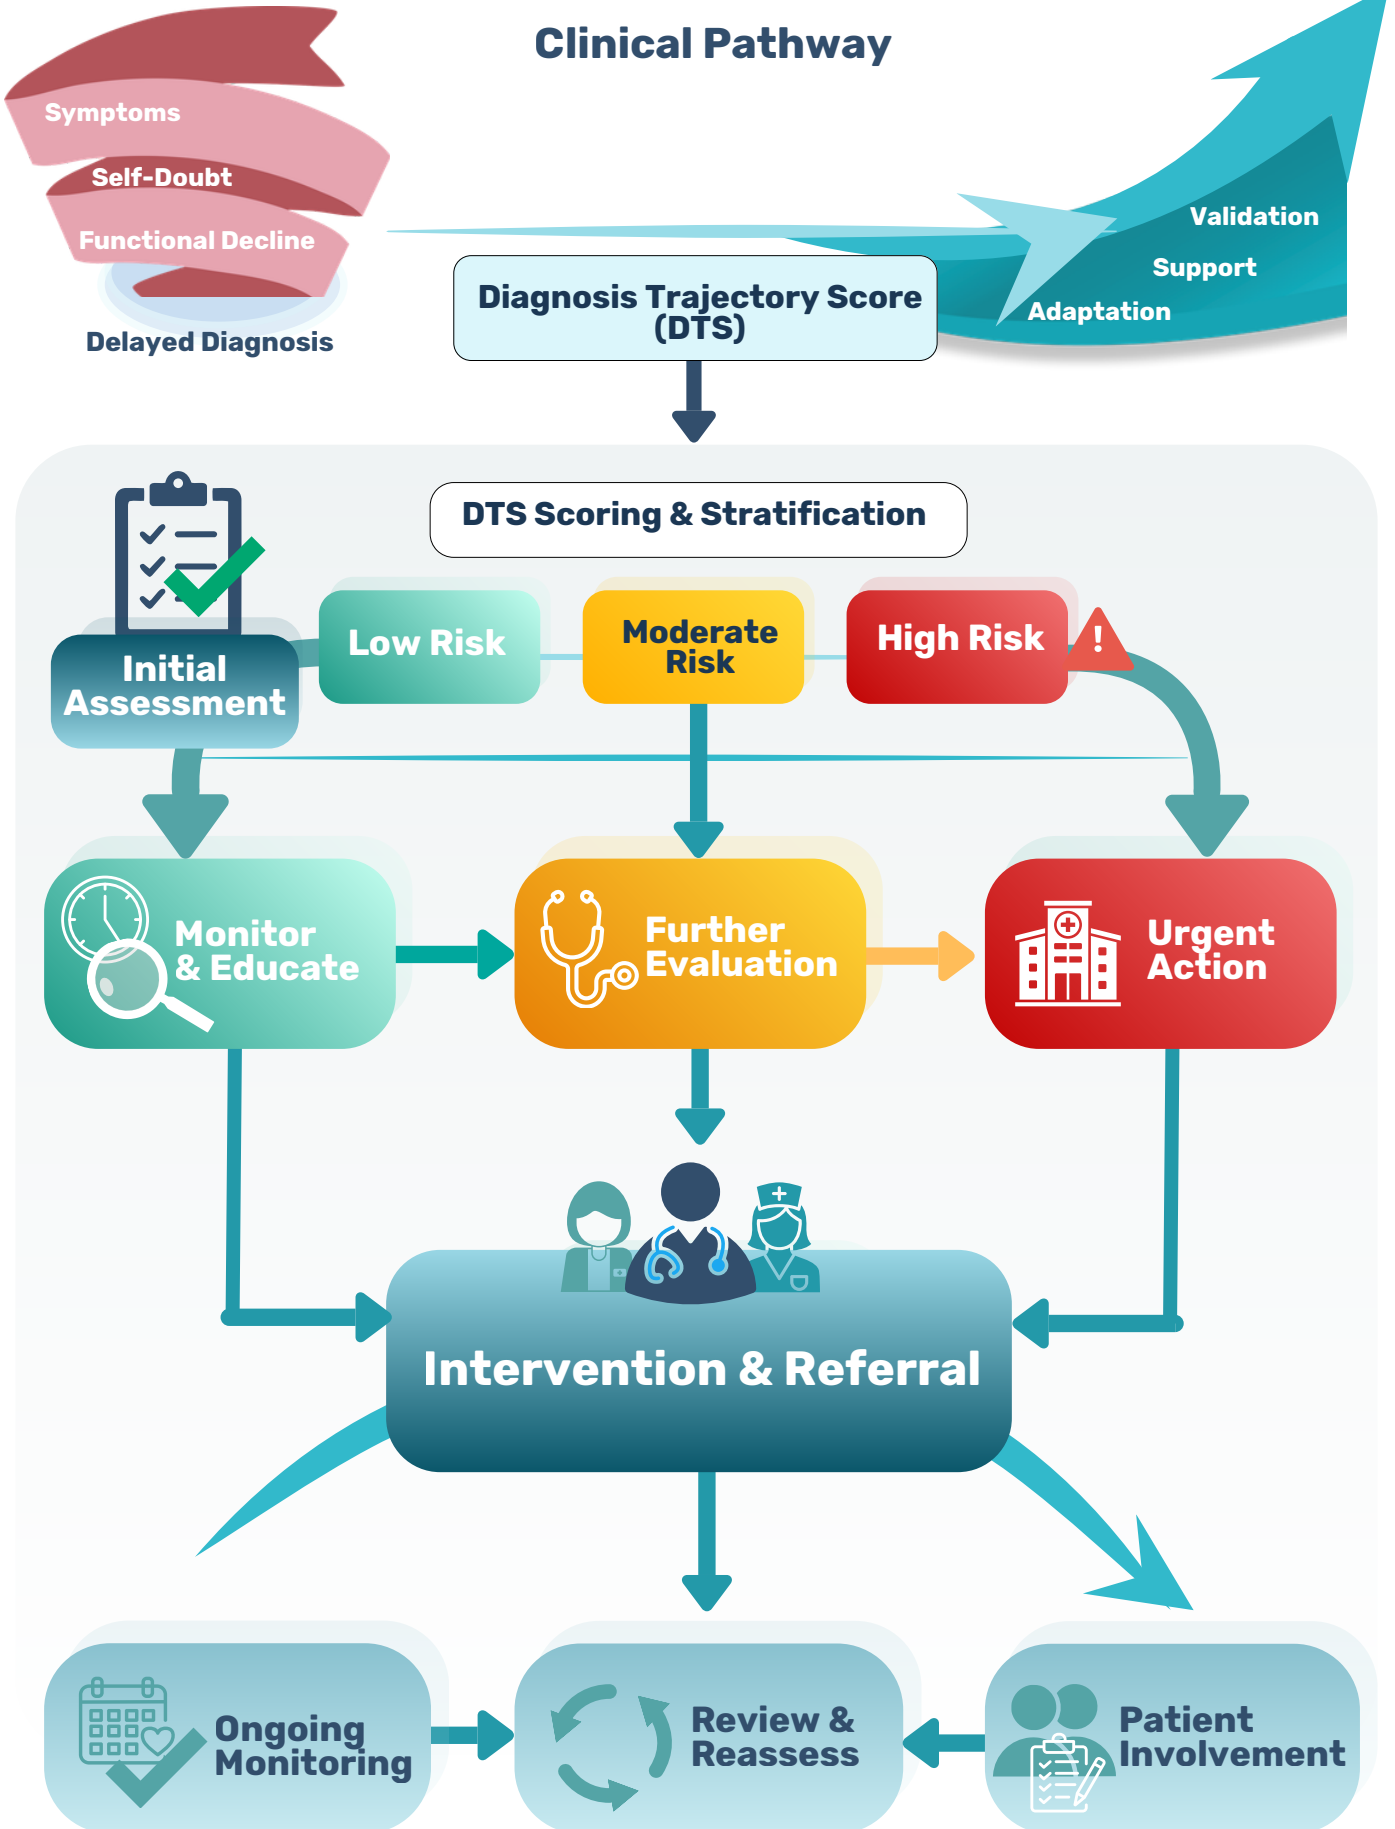 Clinical Pathway
Symptoms
Self-Doubt
Functional Decline
Delayed Diagnosis
Validation
Support
Adaptation
Diagnosis Trajectory Score
(DTS)
DTS Scoring & Stratification
Initial
Assessment
Low Risk
Moderate
Risk
High Risk
!
Monitor
& Educate
Further
Evaluation
Urgent
Action
Intervention & Referral
Ongoing
Monitoring
Review &
Reassess
Patient
Involvement